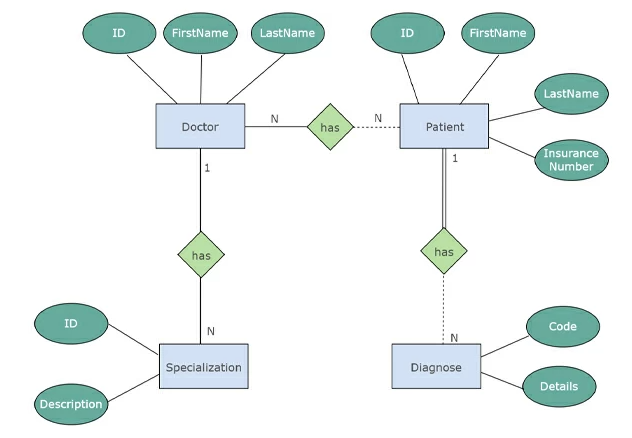 ID
FirstName
LastName
ID
FirstName
LastName
Doctor
N
has
N
Patient
Insurance
Number
1
1
has
has
ID
N
N
Code
Specialization
Diagnose
Description
Details